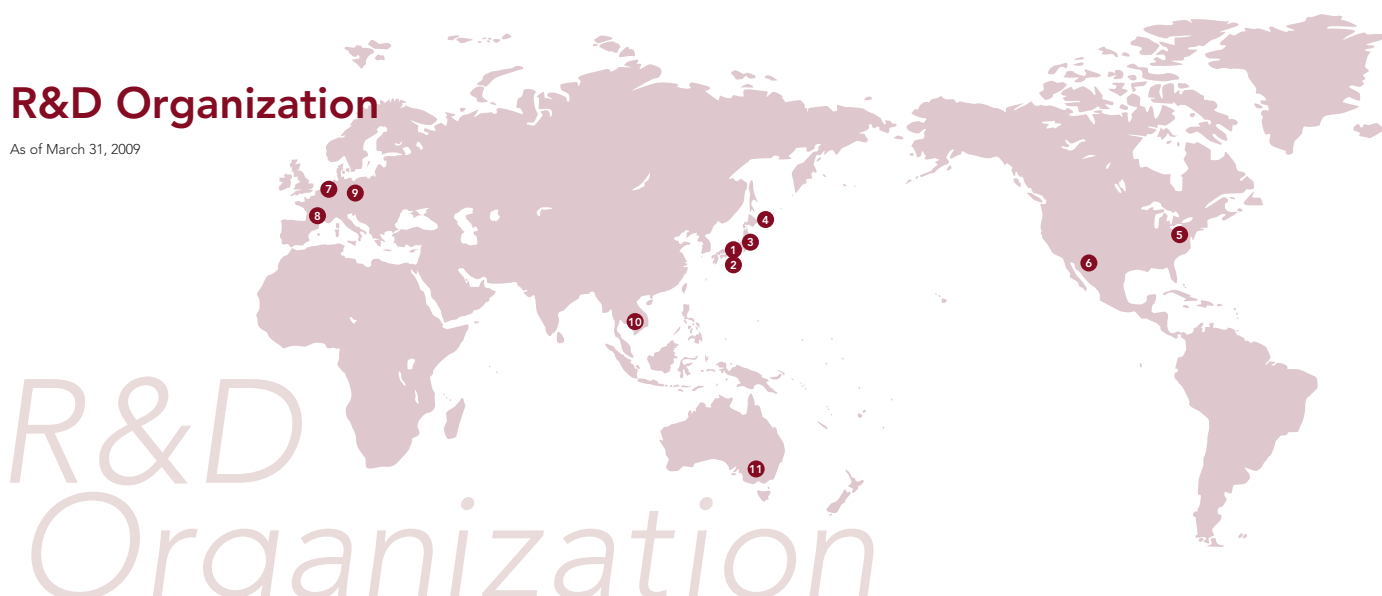 R&D Organization
As of March 31, 2009
7
9
8
4
3
1
2
5
6
10
11
R&D
Organization